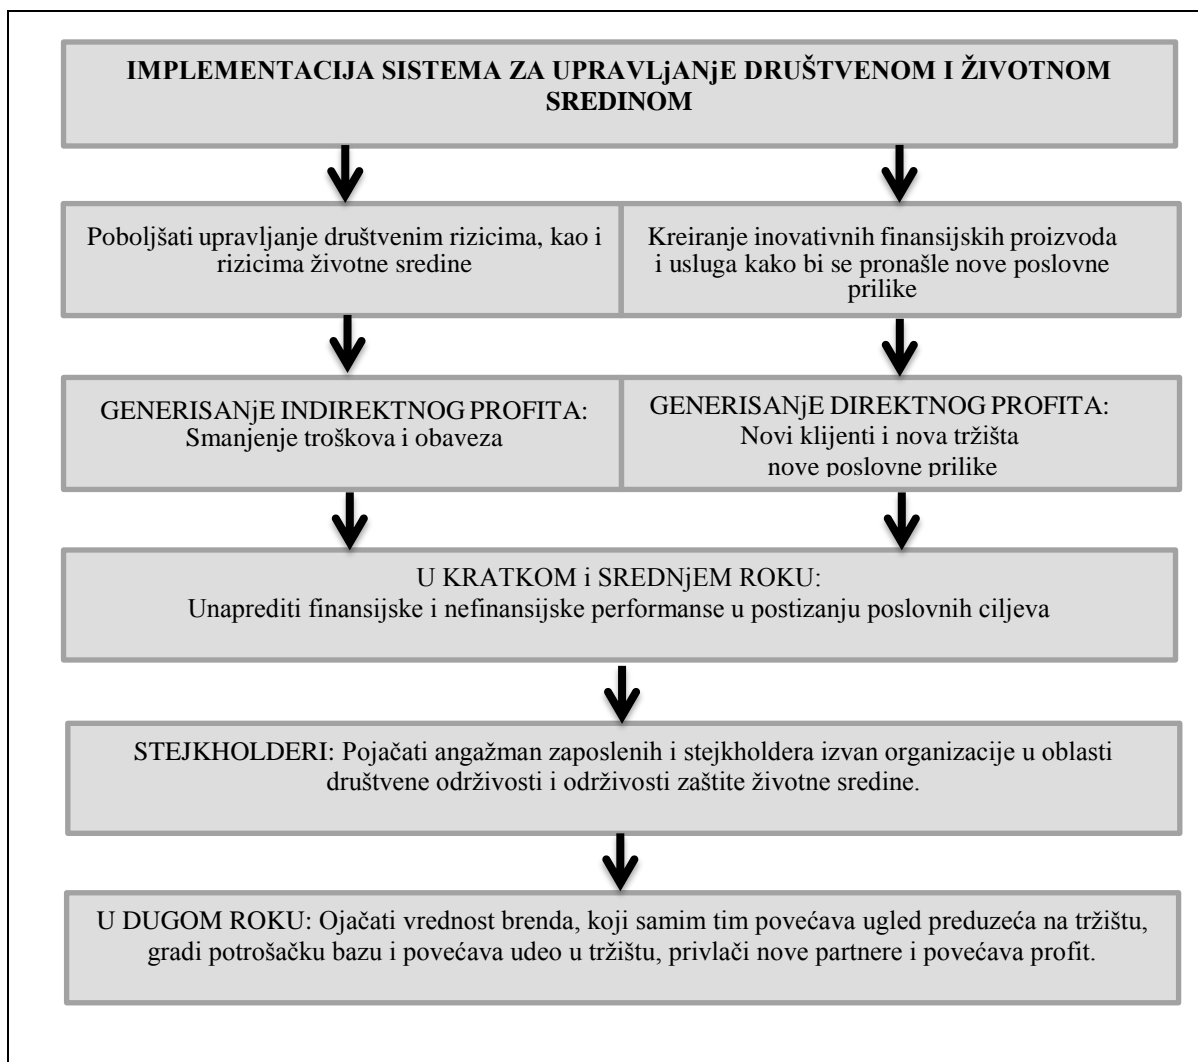 IMPLEMENTACIJA SISTEMA ZA UPRAVLjANjE DRUŠTVENOM I ŽIVOTNOM
SREDINOM
Poboljšati upravljanje društvenim rizicima, kao i
rizicima životne sredine
Kreiranje inovativnih finansijskih proizvoda
i usluga kako bi se pronašle nove poslovne
prilike
GENERISANjE INDIREKTNOG PROFITA:
Smanjenje troškova i obaveza
GENERISANjE DIREKTNOG PROFITA:
Novi klijenti i nova tržišta
nove poslovne prilike
U KRATKOM i SREDNjEM ROKU:
Unaprediti finansijske i nefinansijske performanse u postizanju poslovnih ciljeva
STEJKHOLDERI: Pojačati angažman zaposlenih i stejkholdera izvan organizacije u oblasti
društvene održivosti i održivosti zaštite životne sredine.
U DUGOM ROKU: Ojačati vrednost brenda, koji samim tim povećava ugled preduzeća na tržištu,
gradi potrošačku bazu i povećava udeo u tržištu, privlači nove partnere i povećava profit.